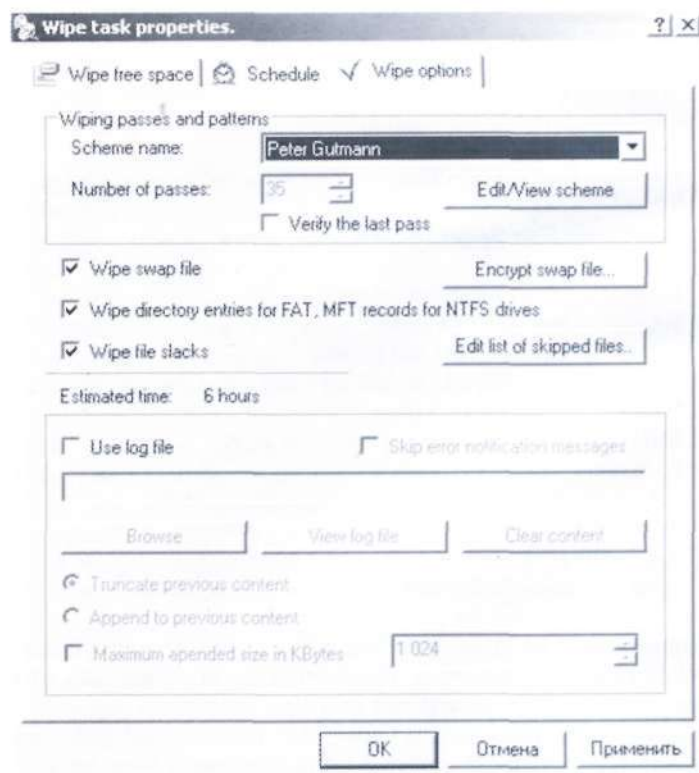 Wipe task properties.
Wipe free space Schedule Wipe options
Wiping passes and patterns
Scheme name: Peter Gutmann
Number of passes: 35 Edit/View scheme
Verify the last pass
Wipe swap file Encrypt swap file...
Wipe directory entries for FAT, MFT records for NTFS drives
Wipe file slacks Edit list of skipped files..
Estimated time: 6 hours
Use log file Skip error notification messages
Browse View log file Clear content
Truncate previous content
Append to previous content
Maximum apended size in KBytes 1 024
OK Отмена Применить